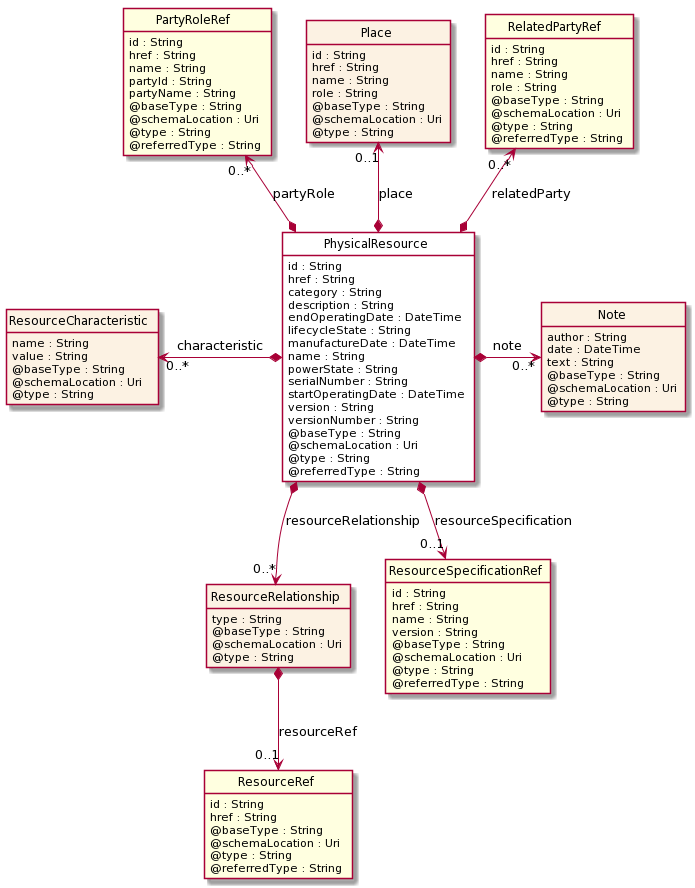 PartyRoleRef
id : String
href : String
name : String
partyId : String
partyName : String
@baseType : String
@schemaLocation : Uri
@type : String
@referredType : String
Place
id : String
href : String
name : String
role : String
@baseType : String
@schemaLocation : Uri
@type : String
RelatedPartyRef
id : String
href : String
name : String
role : String
@baseType : String
@schemaLocation : Uri
@type : String
@referredType : String
0..*
partyRole
0..1
place
0..*
relatedParty
PhysicalResource
id : String
href : String
category : String
description : String
endOperatingDate : DateTime
lifecycleState : String
manufactureDate : DateTime
name : String
powerState : String
serialNumber : String
startOperatingDate : DateTime
version : String
versionNumber : String
@baseType : String
@schemaLocation : Uri
@type : String
@referredType : String
ResourceCharacteristic
name : String
value : String
@baseType : String
@schemaLocation : Uri
@type : String
characteristic
0..*
note
0..*
Note
author : String
date : DateTime
text : String
@baseType : String
@schemaLocation : Uri
@type : String
resourceRelationship
0..*
resourceSpecification
0..1
ResourceRelationship
type : String
@baseType : String
@schemaLocation : Uri
@type : String
ResourceSpecificationRef
id : String
href : String
name : String
version : String
@baseType : String
@schemaLocation : Uri
@type : String
@referredType : String
resourceRef
0..1
ResourceRef
id : String
href : String
@baseType : String
@schemaLocation : Uri
@type : String
@referredType : String